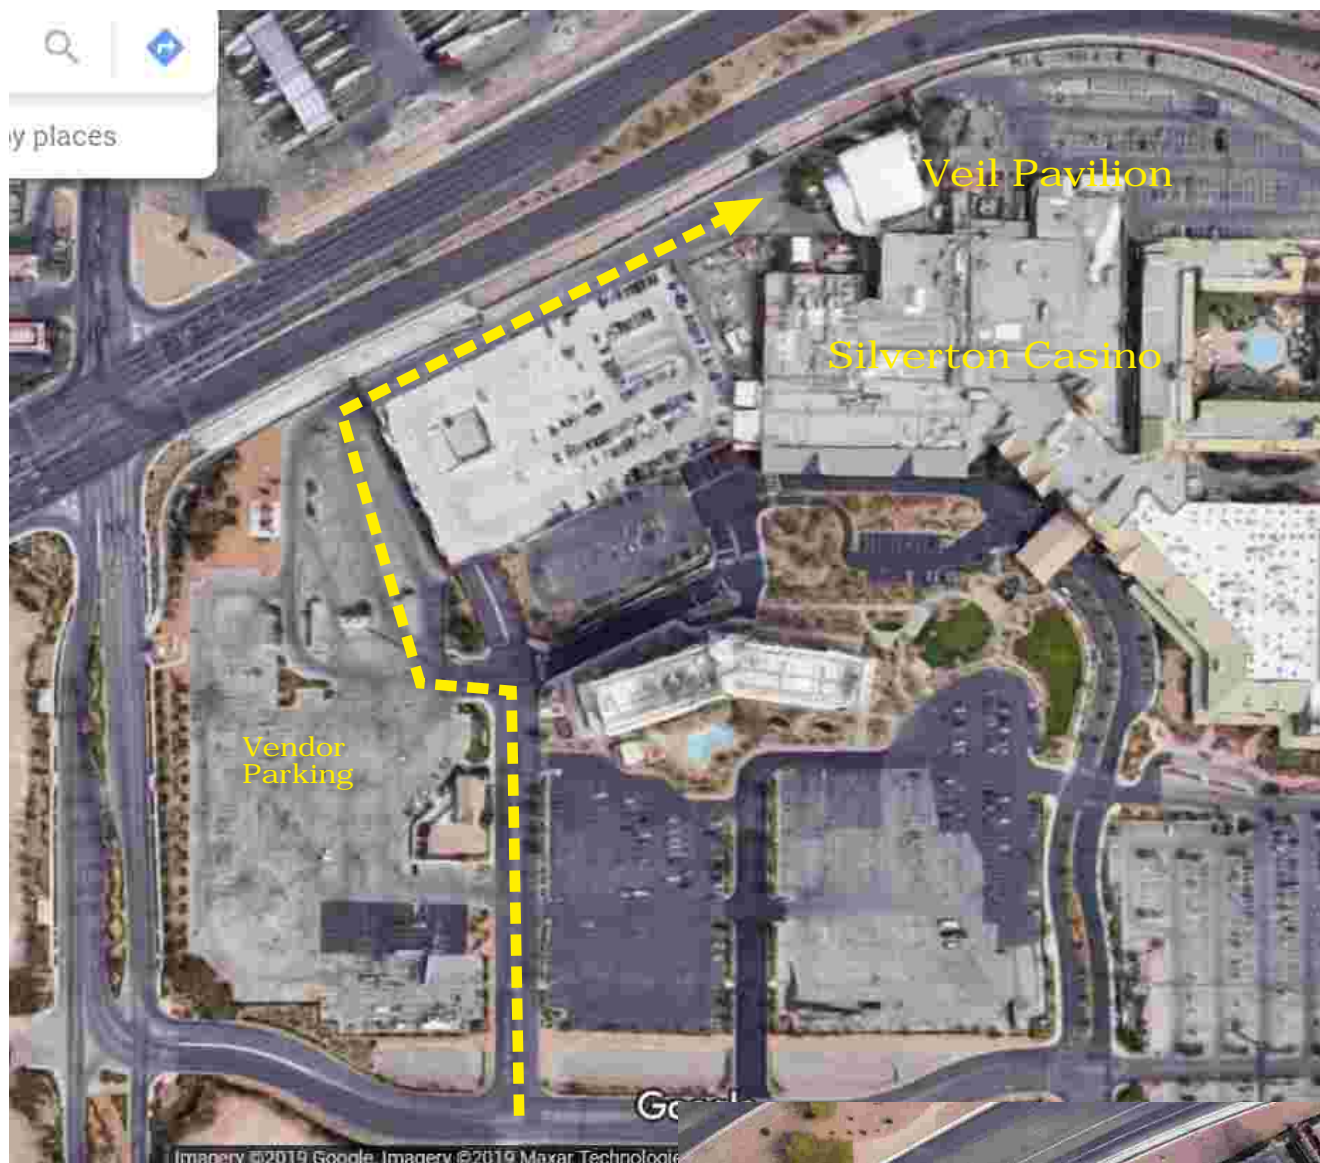 y places
Veil Pavilion
Silverton Casino
Vendor
Parking
Imagery ©2019 Google, Imagery ©2019 Maxar Technologie